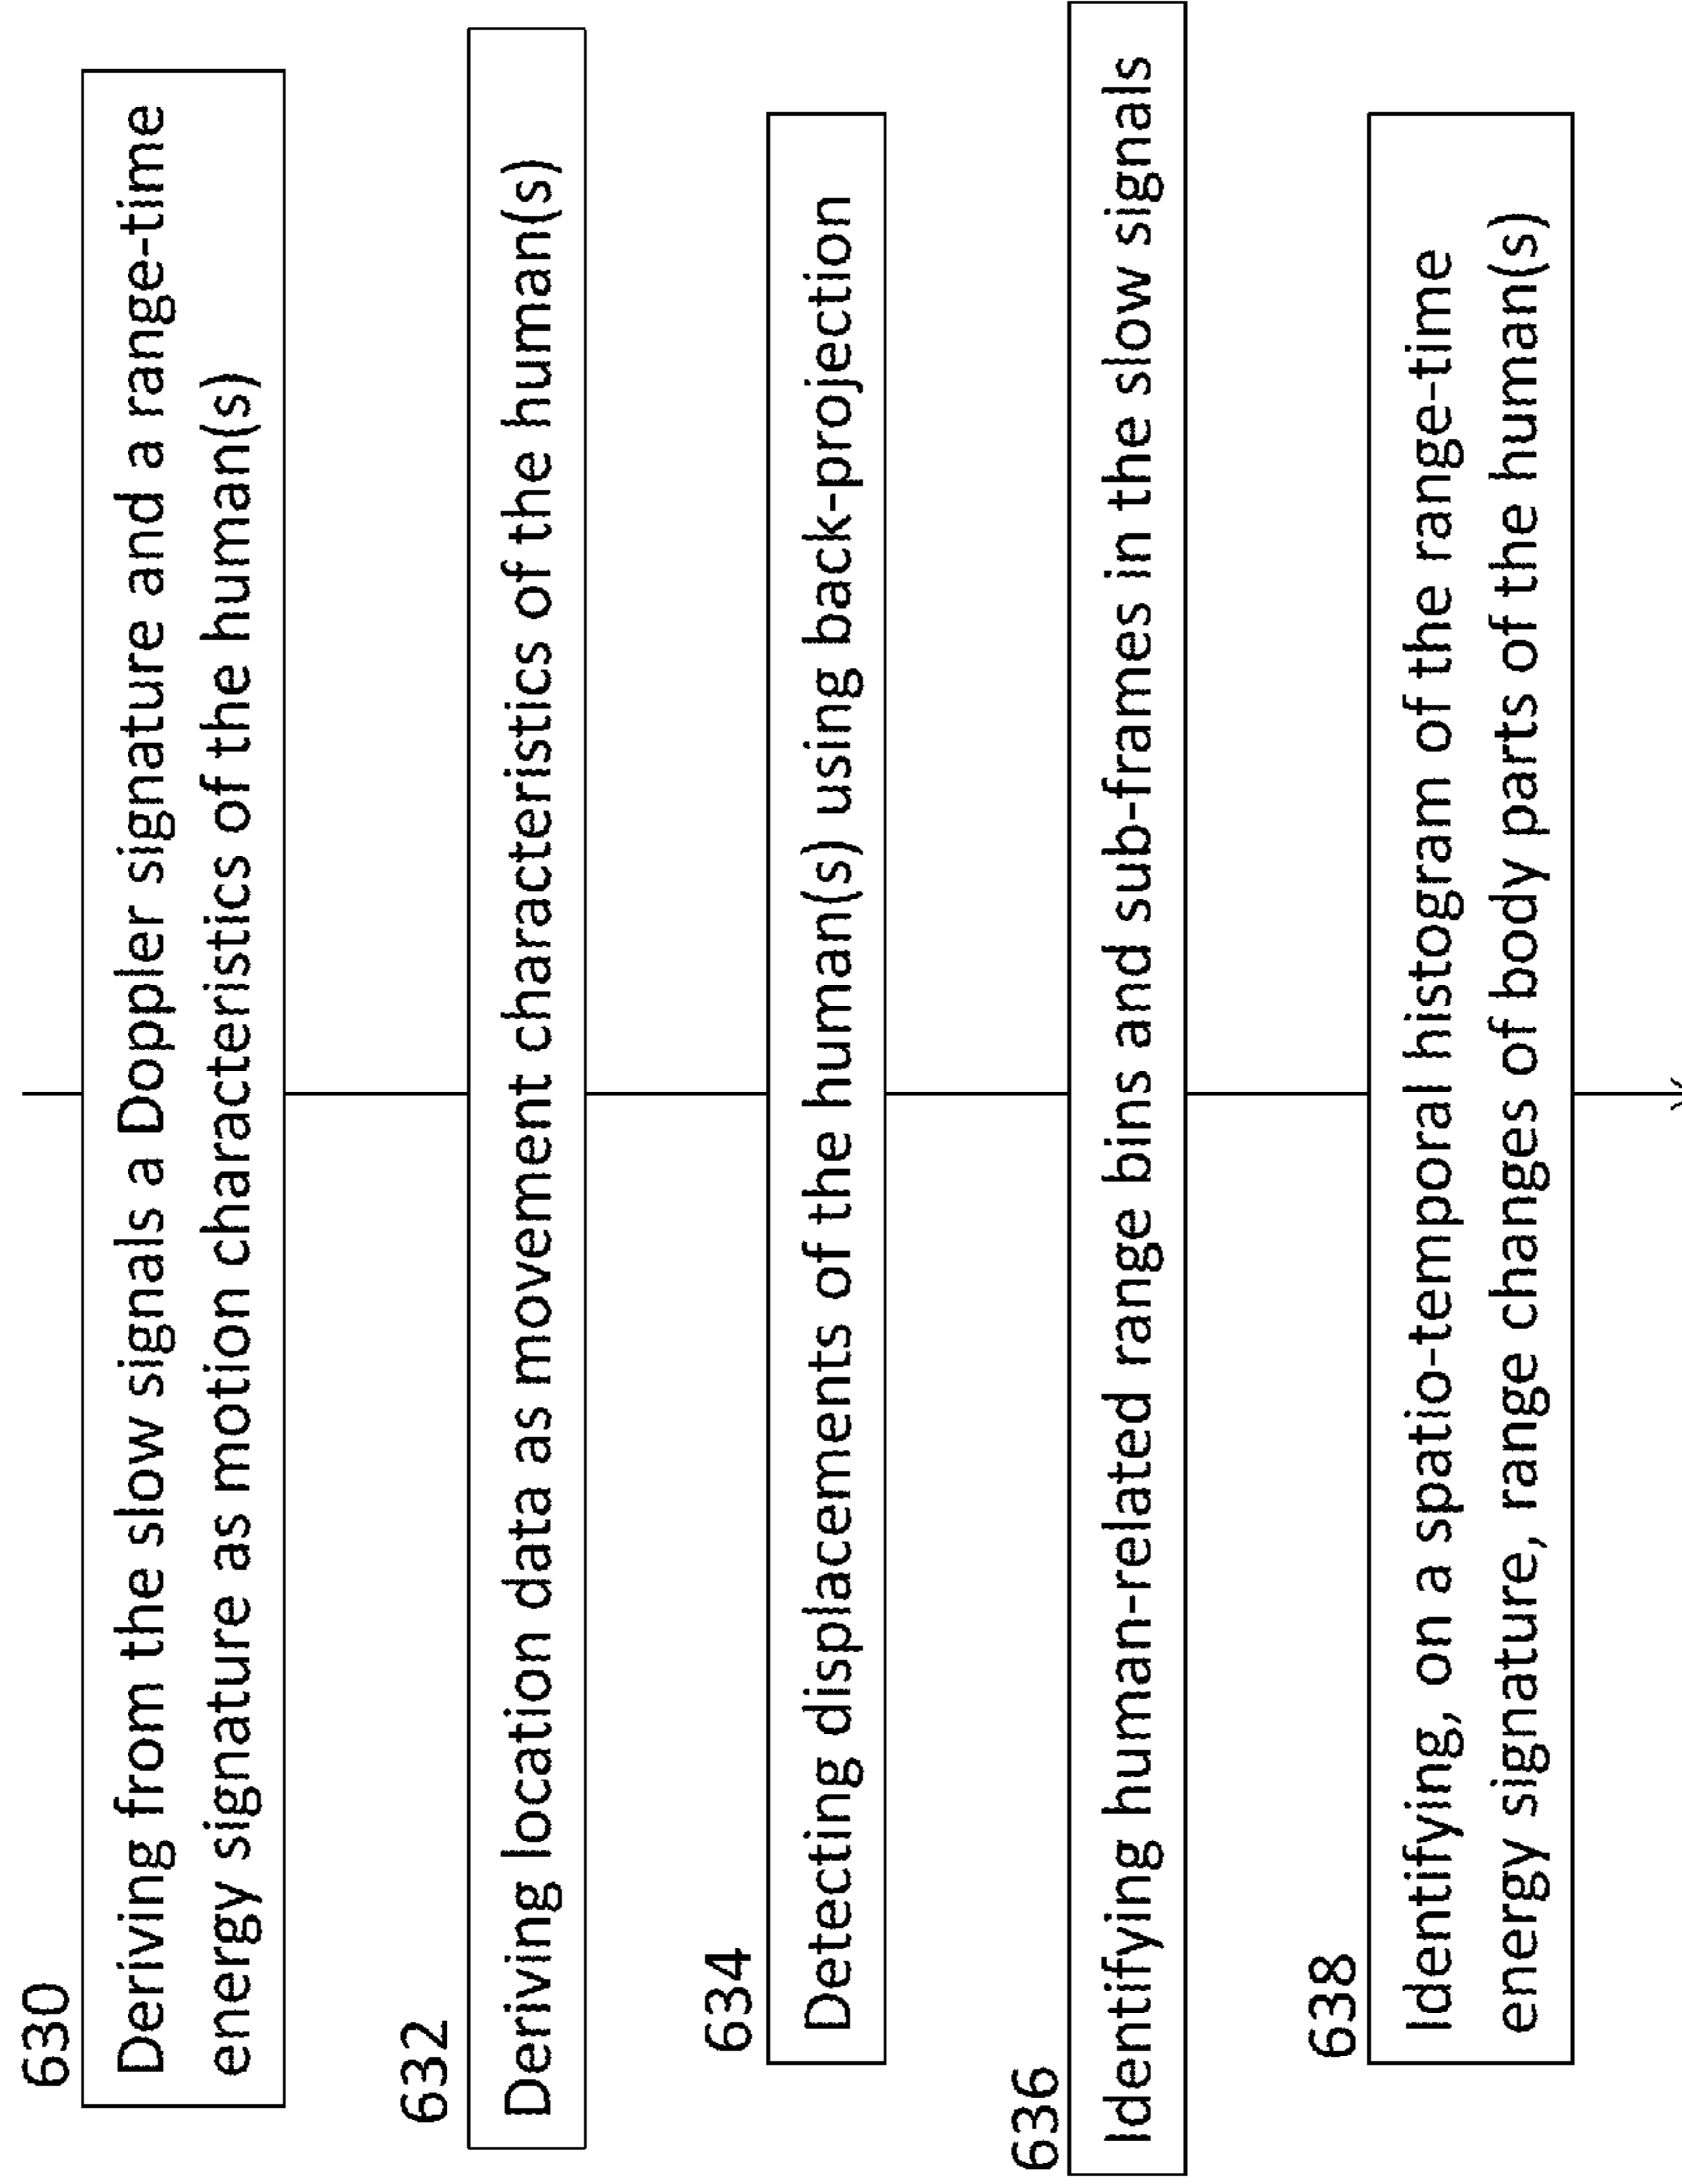 630
Deriving from the slow signals a Doppler signature and a range-time
energy signature as motion characteristics of the human(s)
632
Deriving location data as movement characteristics of the human(s)
634
Detecting displacements of the human(s) using back-projection
636
Identifying human-related range bins and sub-frames in the slow signals
638
Identifying, on a spatio-temporal histogram of the range-time
energy signature, range changes of body parts of the human(s)